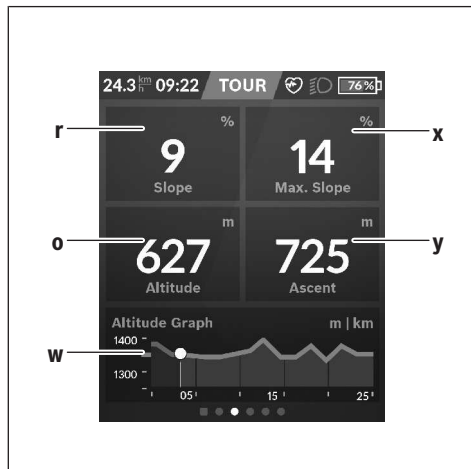 24.3 km/h 09:22 TOUR 76 %
r % % x
9 14
Slope Max. Slope
o m m y
627 725
Altitude Ascent
Altitude Graph m | km
w 1400
1300
05 15 25